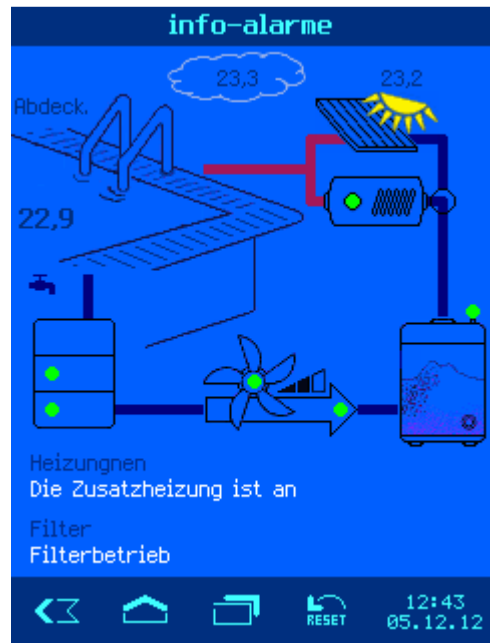 info-alarme
23,3
23,2
Abdeck.
22,9
Heizungnen
Die Zusatzheizung ist an
Filter
Filterbetrieb
RESET
12:43
05.12.12